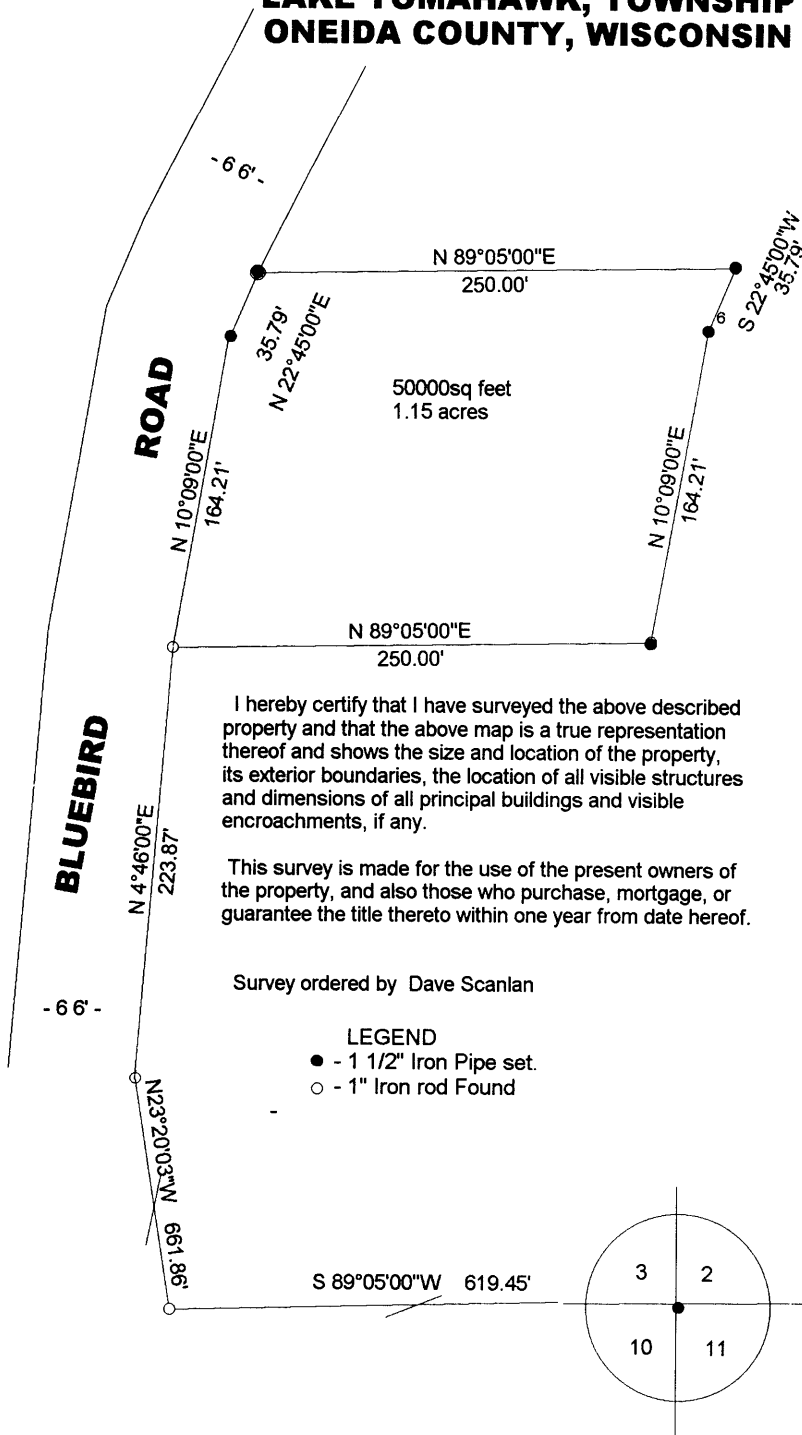 LAKE TOMAHAWK, TOWNSHIP
ONEIDA COUNTY, WISCONSIN
- 6 6' -
N 89°05'00"E
250.00'
S 22°45'00"W
35.79'
6
35.79'
N 22°45'00"E
ROAD
50000sq feet
1.15 acres
N 10°09'00"E
164.21'
N 10°09'00"E
164.21'
N 89°05'00"E
250.00'
I hereby certify that I have surveyed the above described
property and that the above map is a true representation
thereof and shows the size and location of the property,
its exterior boundaries, the location of all visible structures
and dimensions of all principal buildings and visible
encroachments, if any.
BLUEBIRD
N 4°46'00"E
223.87'
This survey is made for the use of the present owners of
the property, and also those who purchase, mortgage, or
guarantee the title thereto within one year from date hereof.
Survey ordered by Dave Scanlan
- 6 6' -
LEGEND
● - 1 1/2" Iron Pipe set.
○ - 1" Iron rod Found
-
N23°20'03"W 661.86'
S 89°05'00"W 619.45'
3 2
10 11